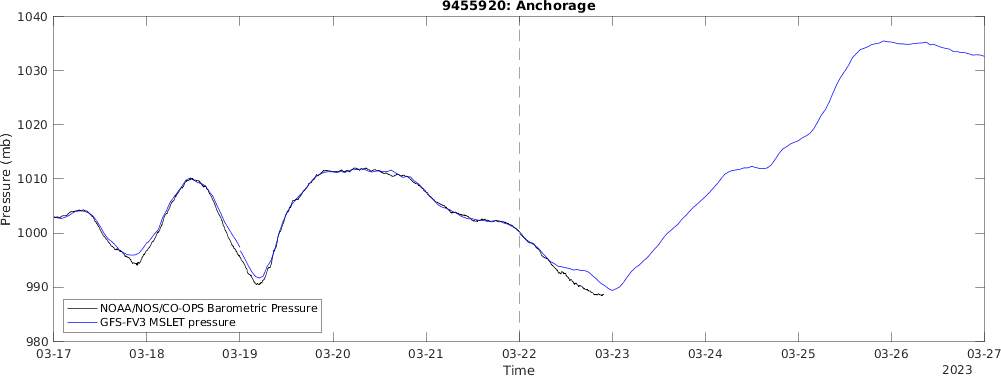 9455920: Anchorage
Pressure (mb)
1040
1030
1020
1010
1000
990
980
NOAA/NOS/CO-OPS Barometric Pressure
GFS-FV3 MSLET pressure
03-17 03-18 03-19 03-20 03-21 03-22 03-23 03-24 03-25 03-26 03-27
Time
2023